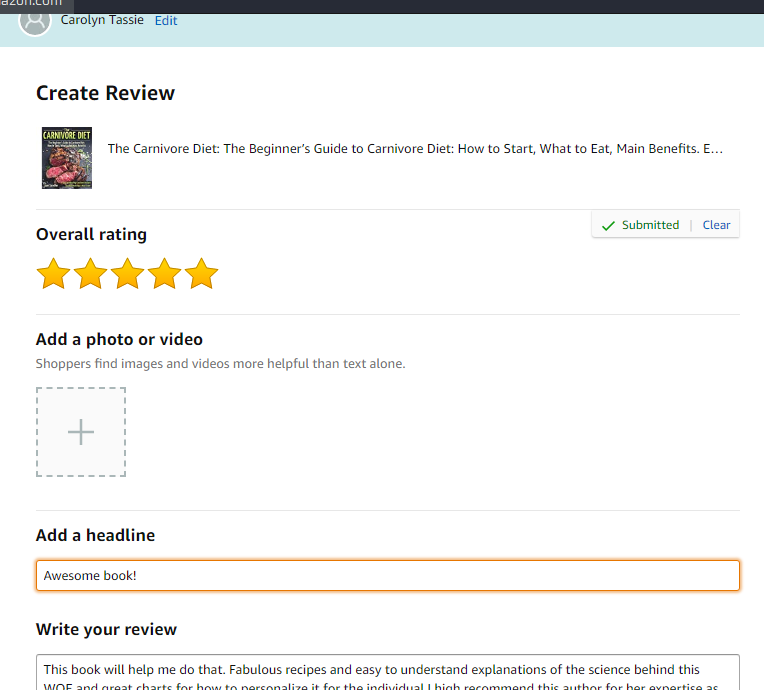 azon.com
Carolyn Tassie Edit
Create Review
CARNIVORE DIET
The Carnivore Diet: The Beginner’s Guide to Carnivore Diet: How to Start, What to Eat, Main Benefits. E…
Submitted | Clear
Overall rating
Add a photo or video
Shoppers find images and videos more helpful than text alone.
Add a headline
Awesome book!
Write your review
This book will help me do that. Fabulous recipes and easy to understand explanations of the science behind this
WOE and great charts for how to personalize it for the individual I high recommend this author for her expertise as